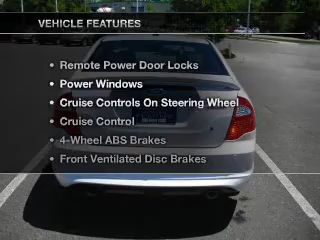 VEHICLE FEATURES
• Remote Power Door Locks
• Power Windows
• Cruise Controls On Steering Wheel
• Cruise Control
• 4-Wheel ABS Brakes
• Front Ventilated Disc Brakes